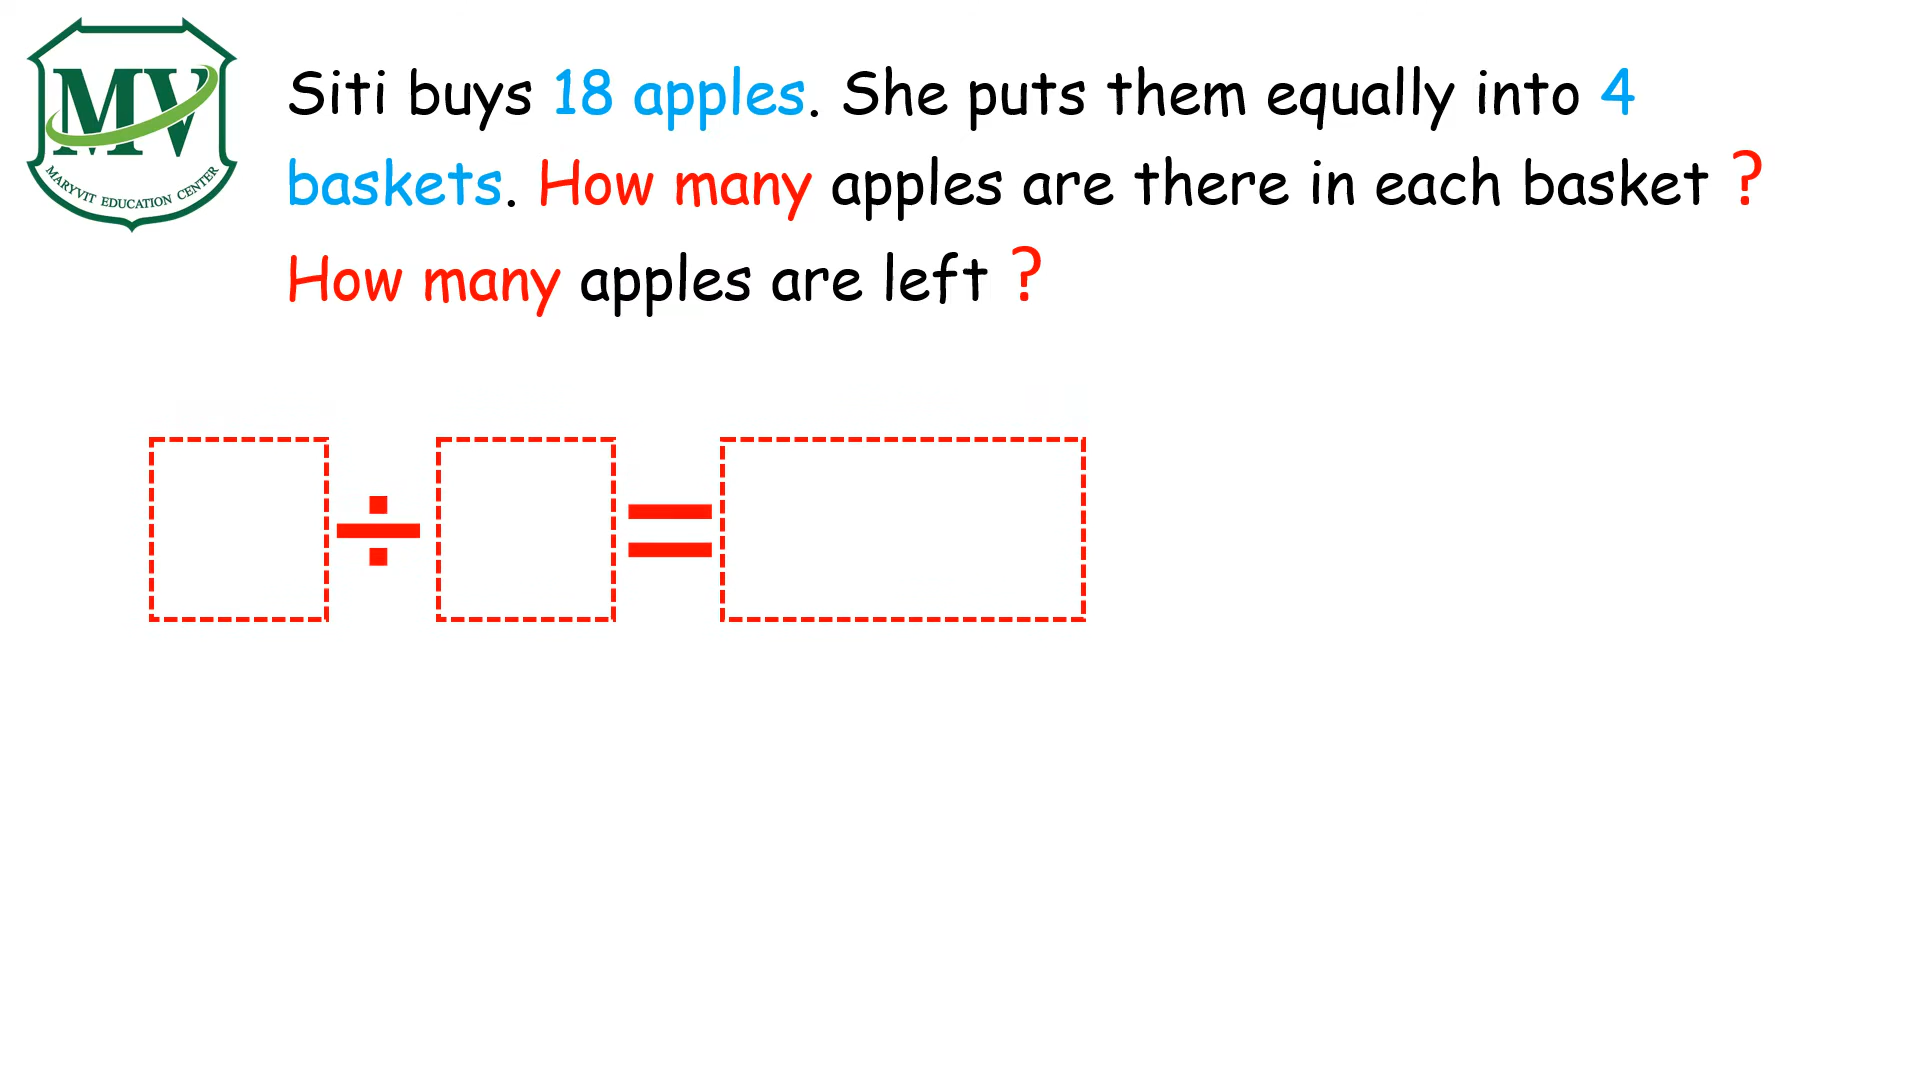 MV
MARYVIT EDUCATION CENTER
Siti buys 18 apples. She puts them equally into 4
baskets. How many apples are there in each basket ?
How many apples are left ?
÷ =